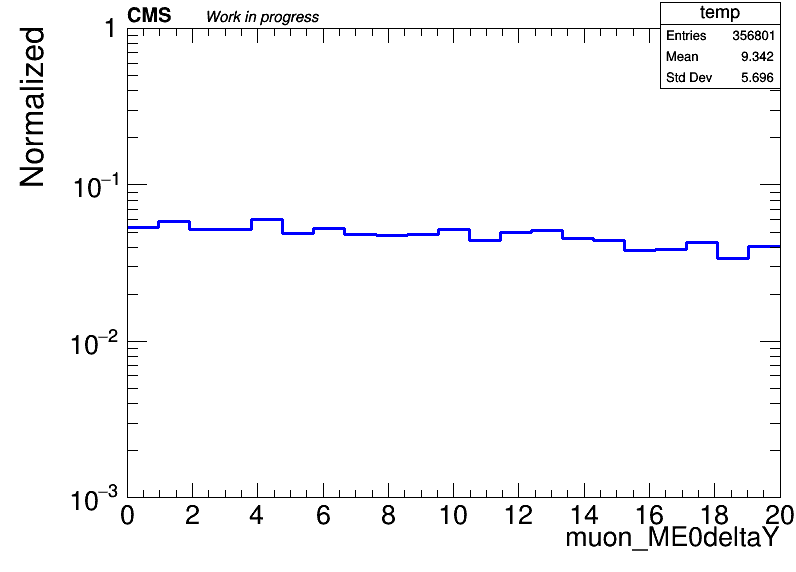 CMS Work in progress
temp
Entries 356801
Mean 9.342
Std Dev 5.696
Normalized
1
10⁻¹
10⁻²
10⁻³
0 2 4 6 8 10 12 14 16 18 20
muon_ME0deltaY